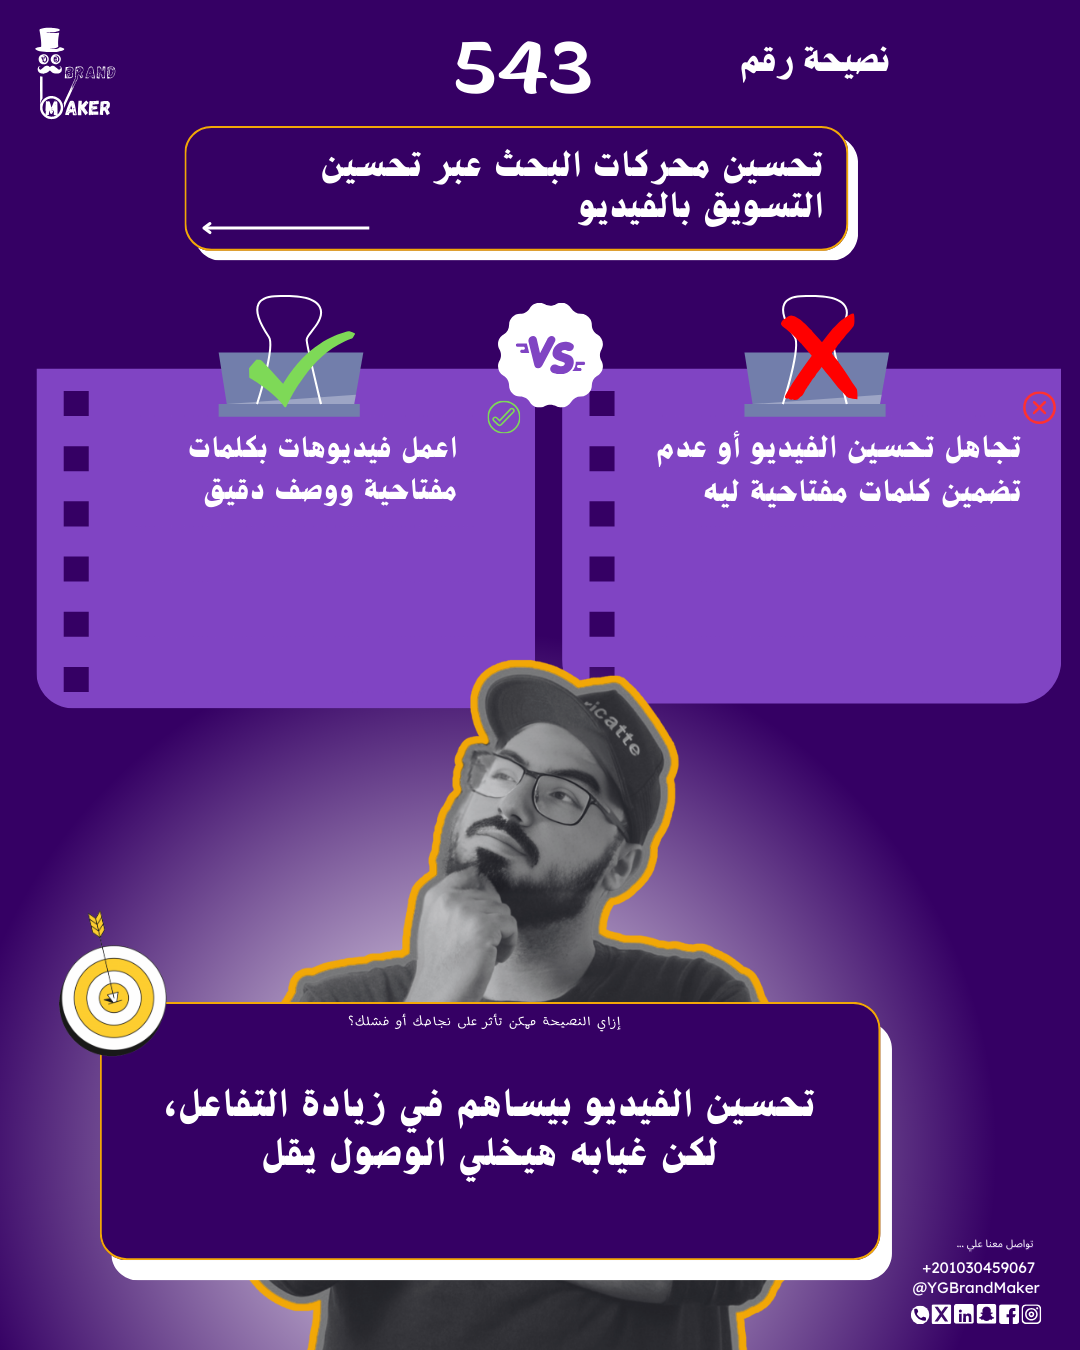 BRAND
MAKER
نصيحة رقم
543
تحسين محركات البحث عبر تحسين
التسويق بالفيديو
VS
تجاهل تحسين الفيديو أو عدم
تضمين كلمات مفتاحية ليه
اعمل فيديوهات بكلمات
مفتاحية ووصف دقيق
icatte
إزاي النصيحة ممكن تأثر على نجاحك أو فشلك؟
تحسين الفيديو بيساهم في زيادة التفاعل،
لكن غيابه هيخلي الوصول يقل
تواصل معنا علي ...
+201030459067
@YGBrandMaker